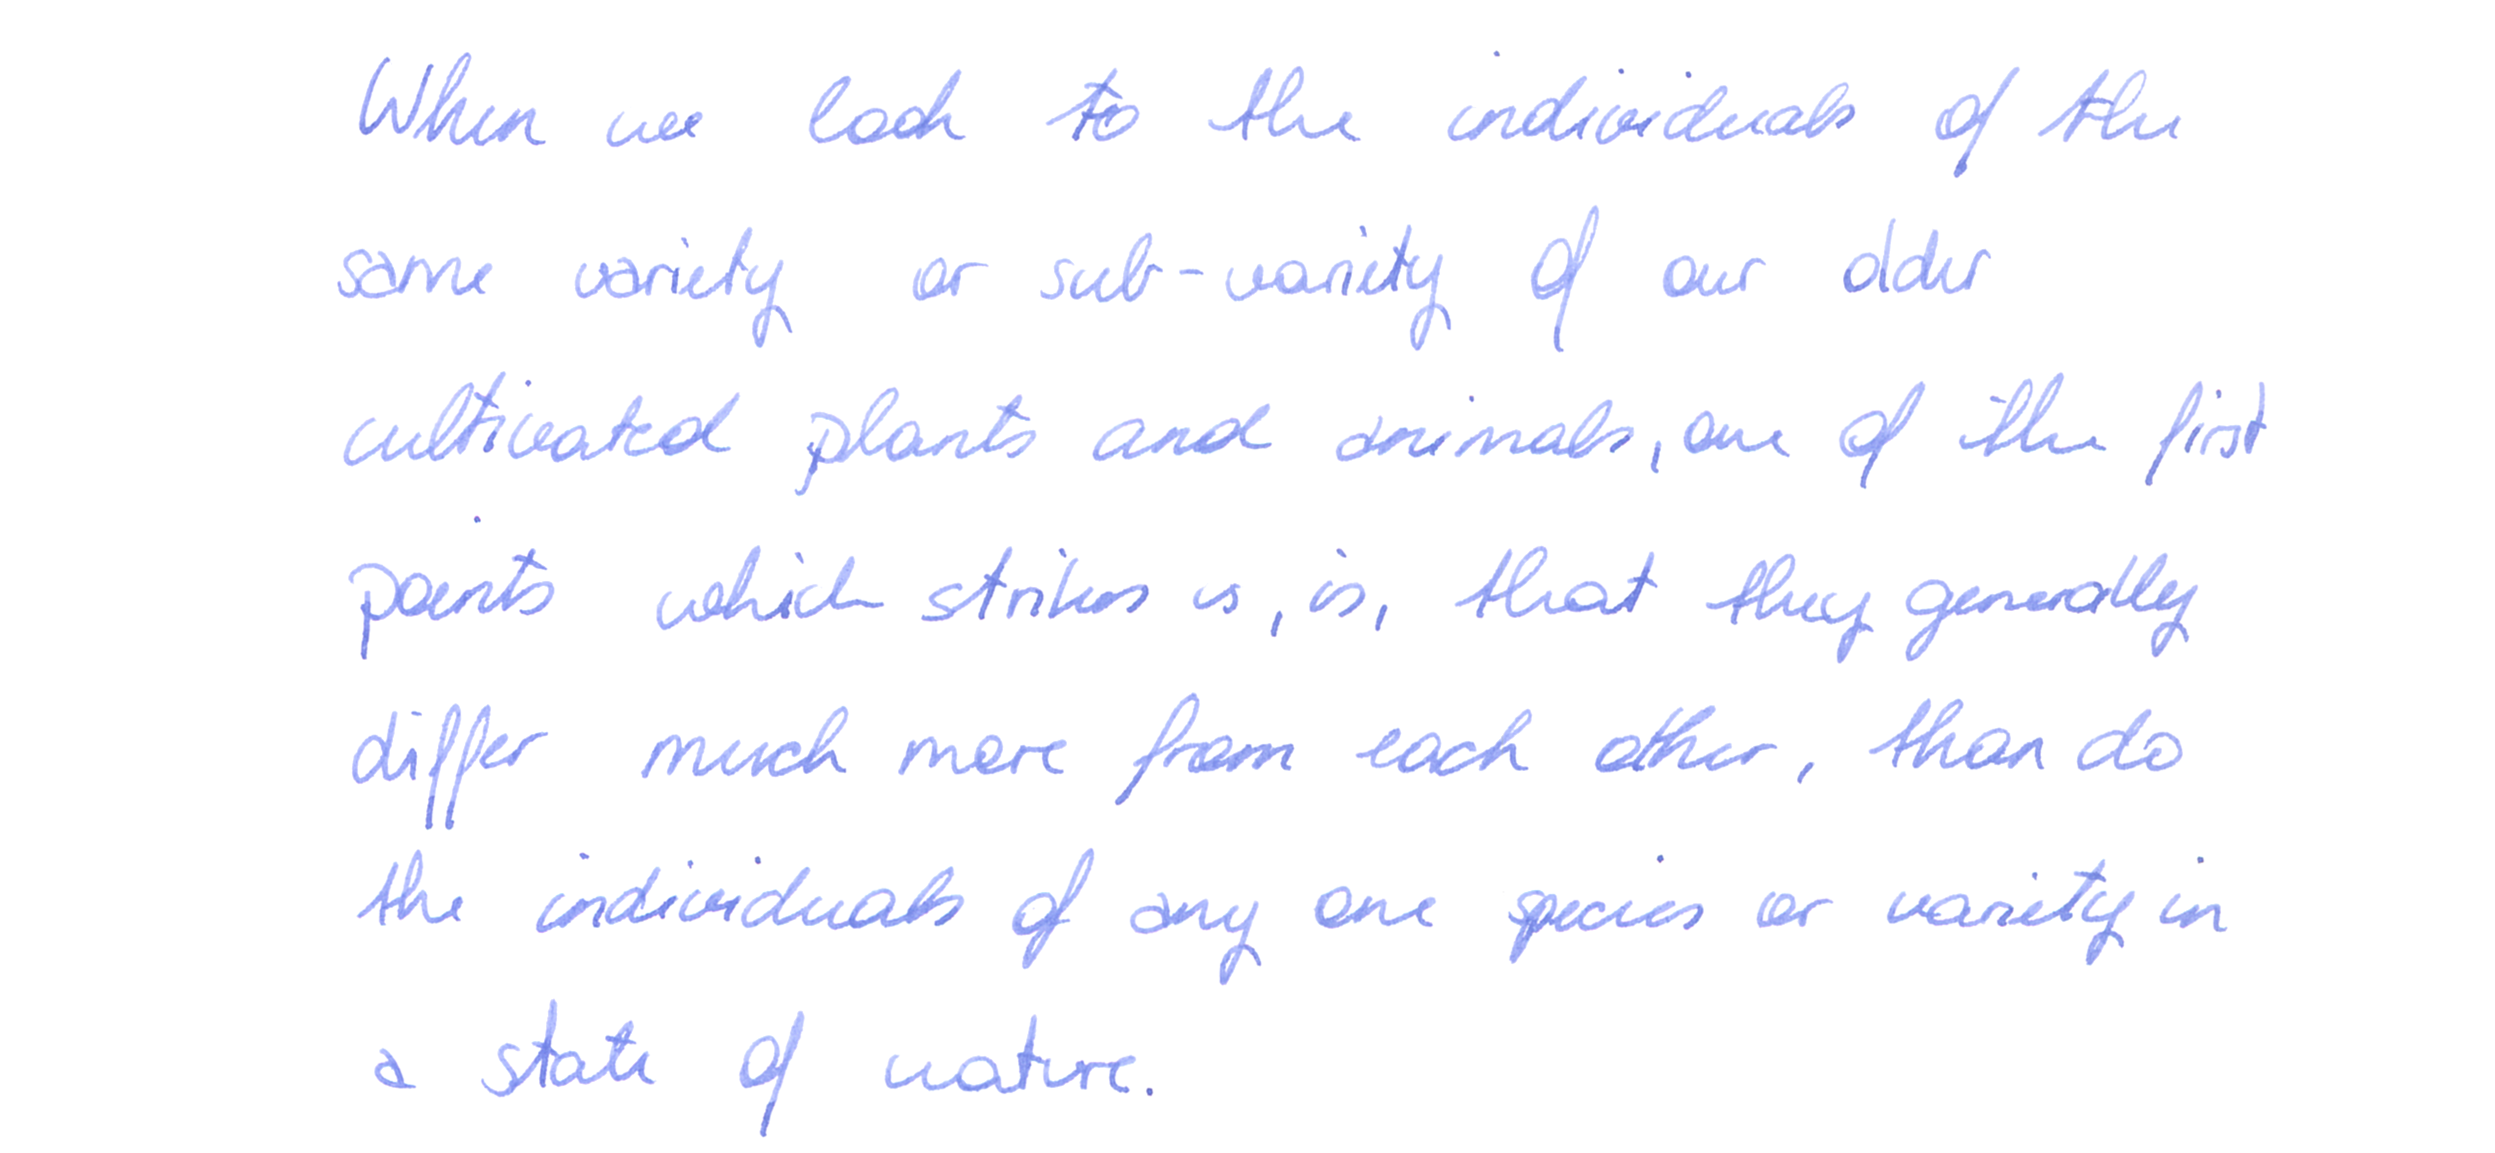 When we look to the individuals of the
same variety or sub-variety of our older
cultivated plants and animals, one of the first
points which strikes us, is, that they generally
differ much more from each other, than do
the individuals of any one species or variety in
a state of nature.